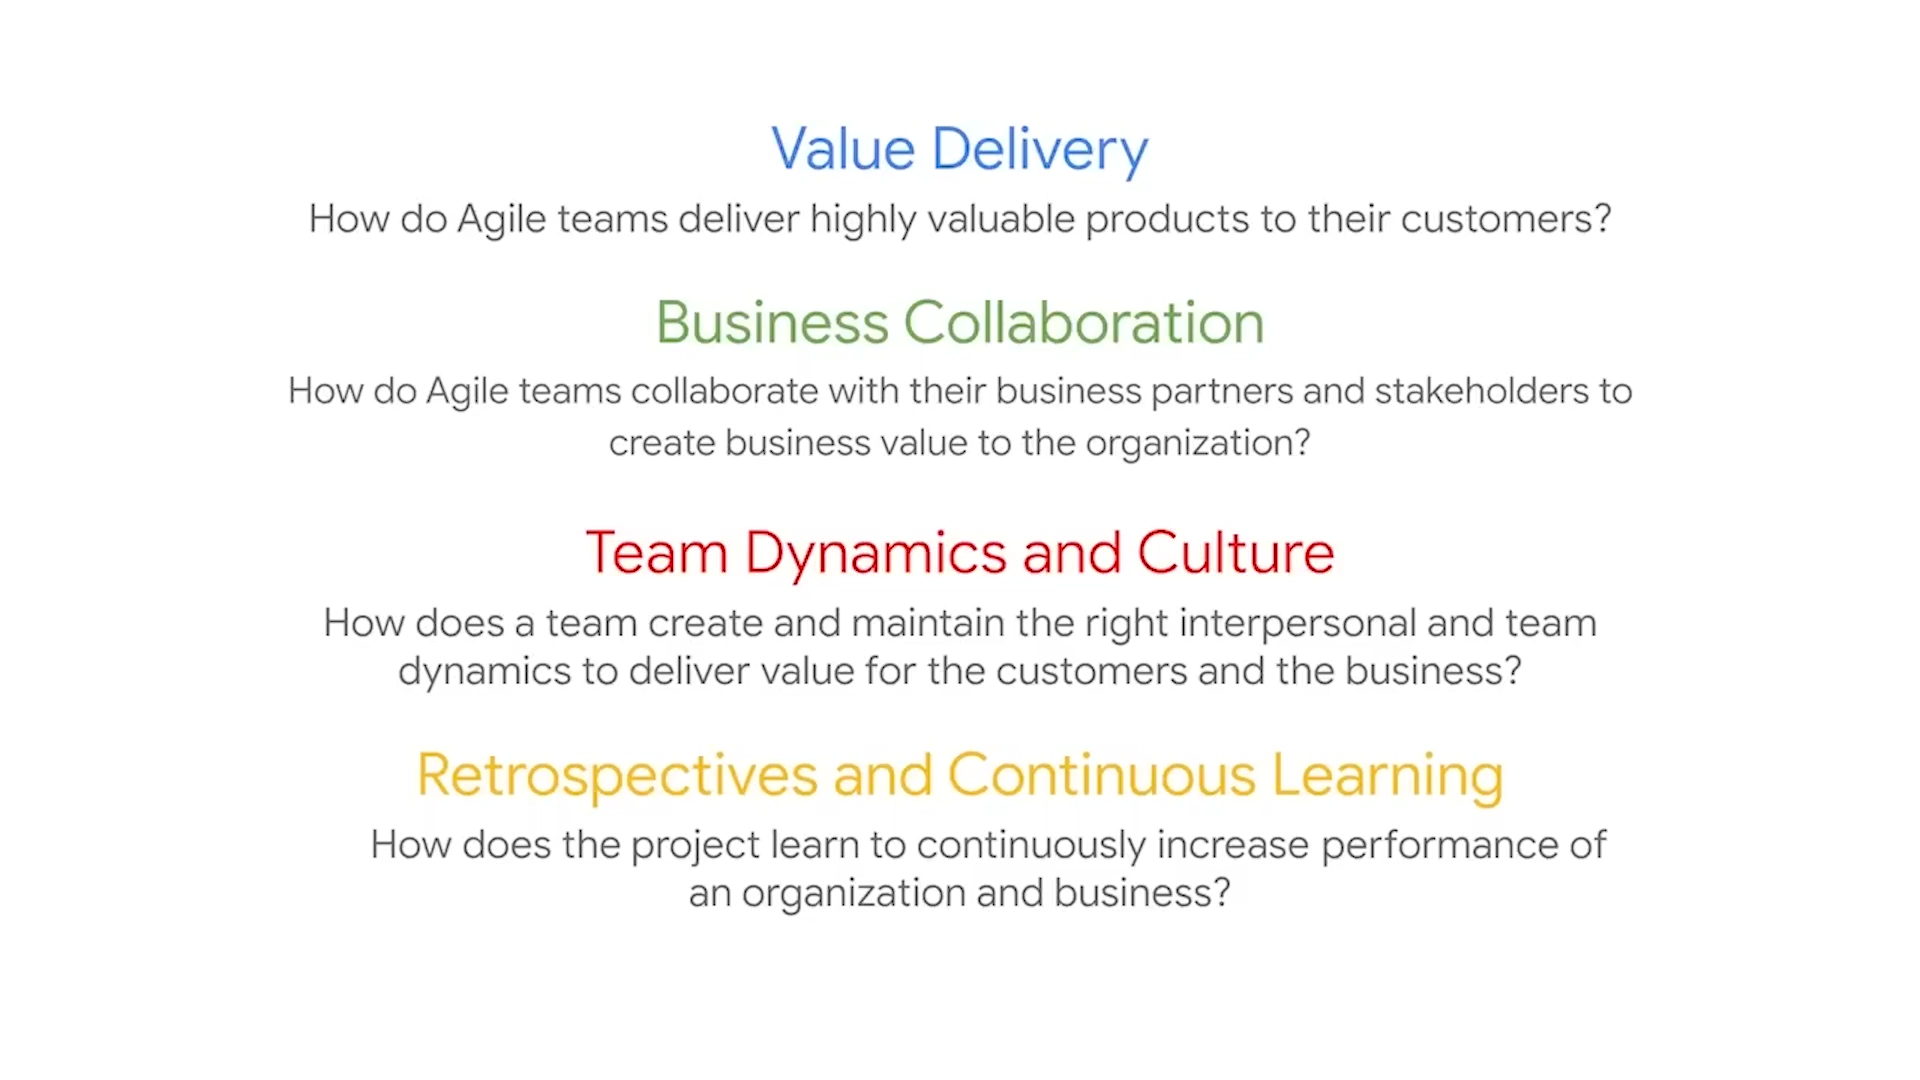 Value Delivery
How do Agile teams deliver highly valuable products to their customers?
Business Collaboration
How do Agile teams collaborate with their business partners and stakeholders to
create business value to the organization?
Team Dynamics and Culture
How does a team create and maintain the right interpersonal and team
dynamics to deliver value for the customers and the business?
Retrospectives and Continuous Learning
How does the project learn to continuously increase performance of
an organization and business?